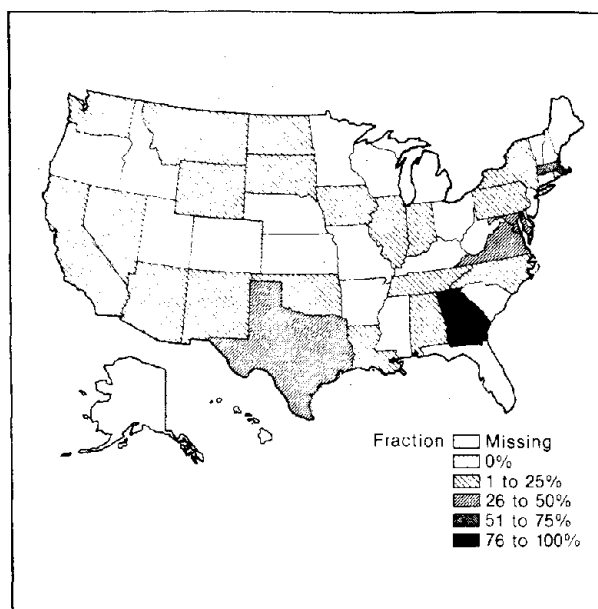 Fraction Missing
0%
1 to 25%
26 to 50%
51 to 75%
76 to 100%